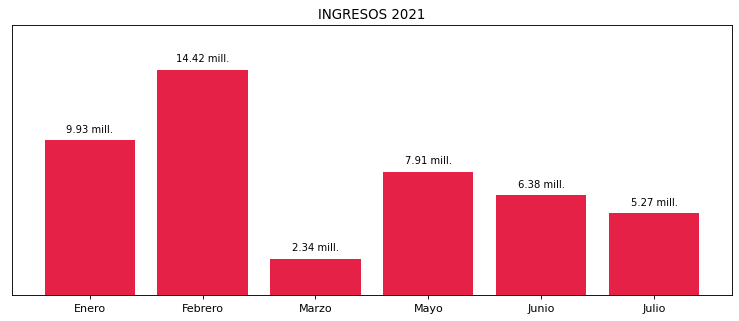 INGRESOS 2021
9.93 mill.
14.42 mill.
2.34 mill.
7.91 mill.
6.38 mill.
5.27 mill.
Enero
Febrero
Marzo
Mayo
Junio
Julio